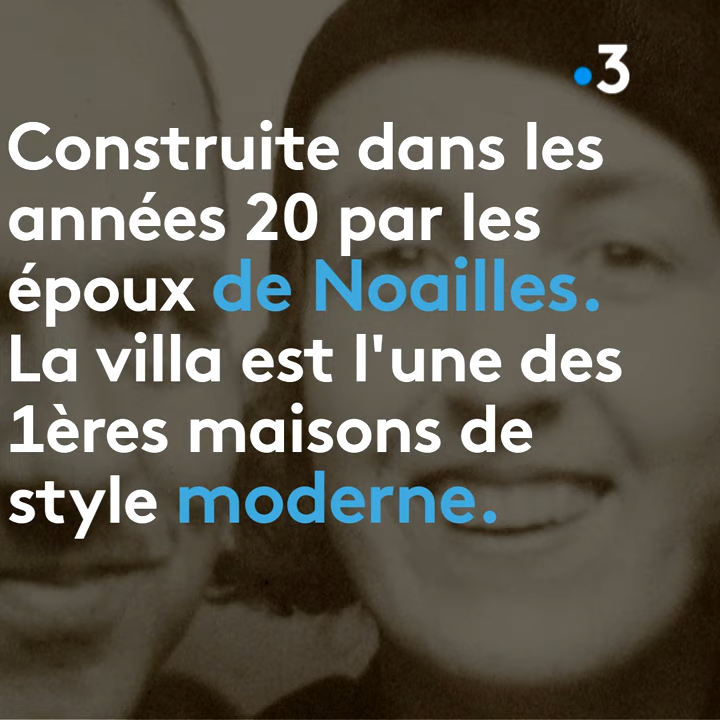 3
Construite dans les
années 20 par les
époux de Noailles.
La villa est l'une des
1ères maisons de
style moderne.